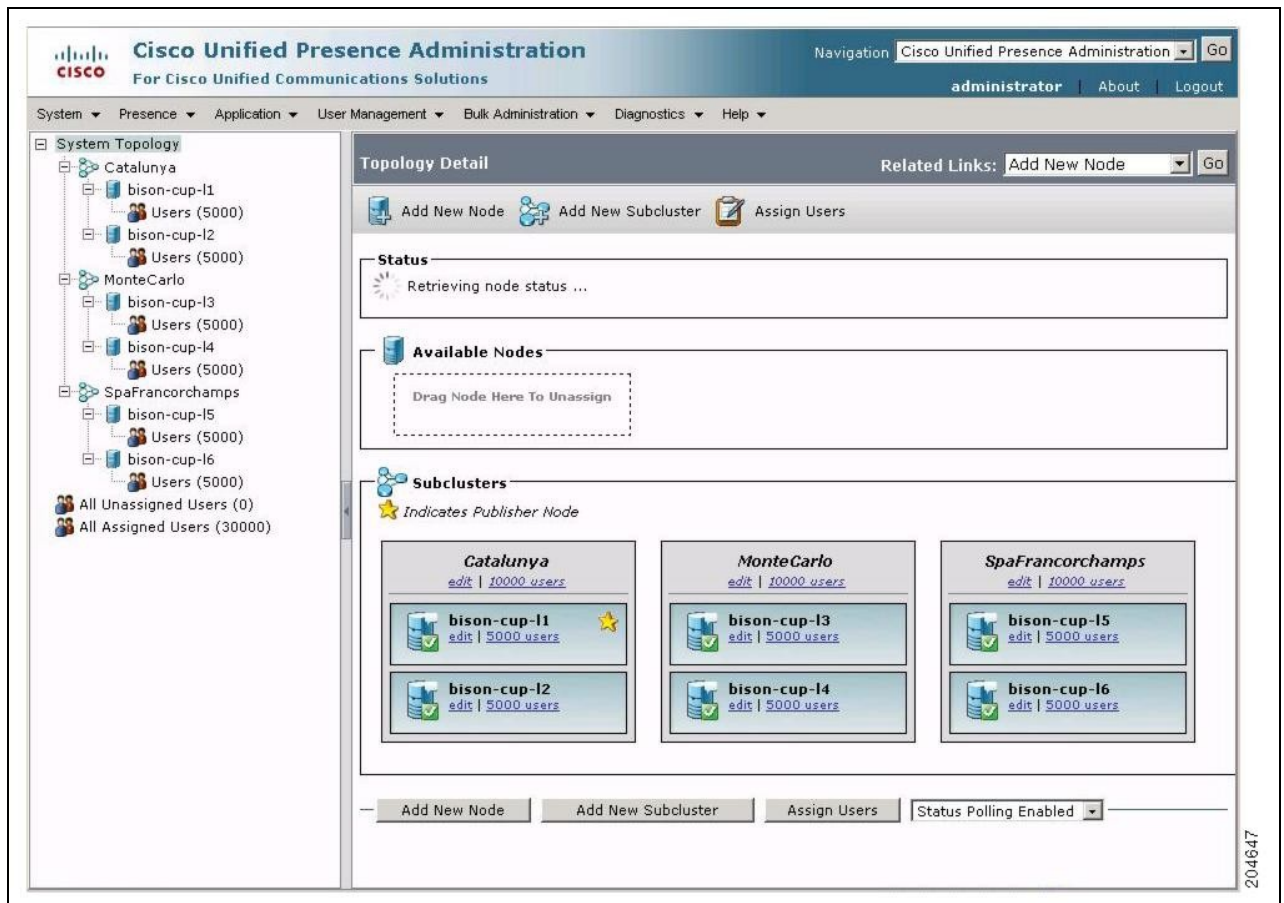 Cisco Unified Presence Administration
For Cisco Unified Communications Solutions
CISCO
Navigation Cisco Unified Presence Administration Go
administrator | About | Logout
System Presence Application User Management Bulk Administration Diagnostics Help
System Topology
Catalunya
bison-cup-l1
Users (5000)
bison-cup-l2
Users (5000)
MonteCarlo
bison-cup-l3
Users (5000)
bison-cup-l4
Users (5000)
SpaFrancorchamps
bison-cup-l5
Users (5000)
bison-cup-l6
Users (5000)
All Unassigned Users (0)
All Assigned Users (30000)
Topology Detail
Related Links: Add New Node Go
Add New Node Add New Subcluster Assign Users
Status
Retrieving node status ...
Available Nodes
Drag Node Here To Unassign
Subclusters
Indicates Publisher Node
Catalunya
edit | 10000 users
bison-cup-l1
edit | 5000 users
bison-cup-l2
edit | 5000 users
MonteCarlo
edit | 10000 users
bison-cup-l3
edit | 5000 users
bison-cup-l4
edit | 5000 users
SpaFrancorchamps
edit | 10000 users
bison-cup-l5
edit | 5000 users
bison-cup-l6
edit | 5000 users
Add New Node Add New Subcluster Assign Users Status Polling Enabled
204647